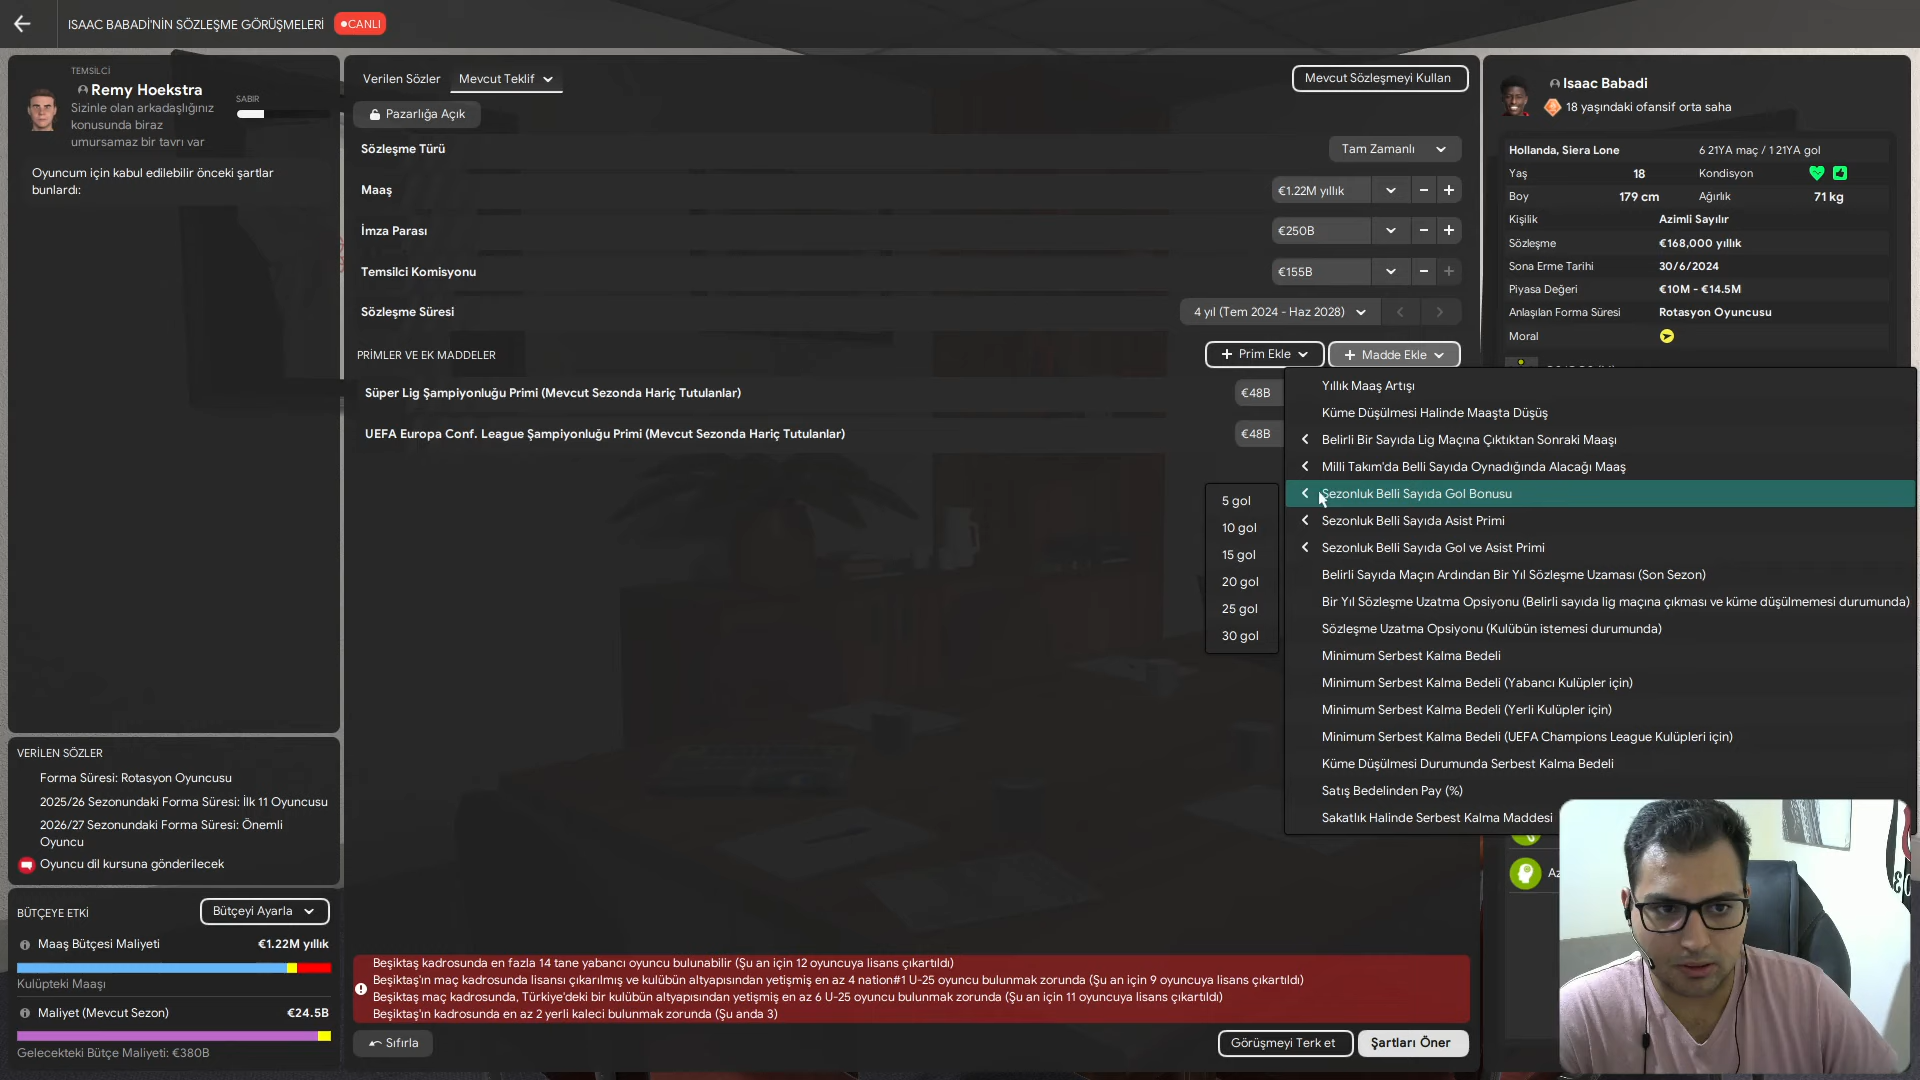 ISAAC BABADİ'NİN SÖZLEŞME GÖRÜŞMELERİ
CANLI
TEMSİLCİ
Remy Hoekstra
Sizinle olan arkadaşlığınız
konusunda biraz
umursamaz bir tavrı var
SABIR
Oyuncum için kabul edilebilir önceki şartlar
bunlardı:
VERİLEN SÖZLER
Forma Süresi: Rotasyon Oyuncusu
2025/26 Sezonundaki Forma Süresi: İlk 11 Oyuncusu
2026/27 Sezonundaki Forma Süresi: Önemli
Oyuncu
Oyuncu dil kursuna gönderilecek
BÜTÇEYE ETKİ
Bütçeyi Ayarla
Maaş Bütçesi Maliyeti €1.22M yıllık
Kulüpteki Maaşı
Maliyet (Mevcut Sezon) €24.5B
Gelecekteki Bütçe Maliyeti: €380B
Verilen Sözler
Mevcut Teklif
Mevcut Sözleşmeyi Kullan
Pazarlığa Açık
Sözleşme Türü Tam Zamanlı
Maaş €1.22M yıllık
İmza Parası €250B
Temsilci Komisyonu €155B
Sözleşme Süresi 4 yıl (Tem 2024 - Haz 2028)
PRİMLER VE EK MADDELER
Prim Ekle
Madde Ekle
Süper Lig Şampiyonluğu Primi (Mevcut Sezonda Hariç Tutulanlar) €48B
UEFA Europa Conf. League Şampiyonluğu Primi (Mevcut Sezonda Hariç Tutulanlar) €48B
5 gol
10 gol
15 gol
20 gol
25 gol
30 gol
Yıllık Maaş Artışı
Küme Düşülmesi Halinde Maaşta Düşüş
Belirli Bir Sayıda Lig Maçına Çıktıktan Sonraki Maaşı
Milli Takım'da Belli Sayıda Oynadığında Alacağı Maaş
Sezonluk Belli Sayıda Gol Bonusu
Sezonluk Belli Sayıda Asist Primi
Sezonluk Belli Sayıda Gol ve Asist Primi
Belirli Sayıda Maçın Ardından Bir Yıl Sözleşme Uzaması (Son Sezon)
Bir Yıl Sözleşme Uzatma Opsiyonu (Belirli sayıda lig maçına çıkması ve küme düşülmemesi durumunda)
Sözleşme Uzatma Opsiyonu (Kulübün istemesi durumunda)
Minimum Serbest Kalma Bedeli
Minimum Serbest Kalma Bedeli (Yabancı Kulüpler için)
Minimum Serbest Kalma Bedeli (Yerli Kulüpler için)
Minimum Serbest Kalma Bedeli (UEFA Champions League Kulüpleri için)
Küme Düşülmesi Durumunda Serbest Kalma Bedeli
Satış Bedelinden Pay (%)
Sakatlık Halinde Serbest Kalma Maddesi
Beşiktaş kadrosunda en fazla 14 tane yabancı oyuncu bulunabilir (Şu an için 12 oyuncuya lisans çıkartıldı)
Beşiktaş'ın maç kadrosunda lisansı çıkarılmış ve kulübün altyapısından yetişmiş en az 4 nation#1 U-25 oyuncu bulunmak zorunda (Şu an için 9 oyuncuya lisans çıkartıldı)
Beşiktaş maç kadrosunda, Türkiye'deki bir kulübün altyapısından yetişmiş en az 6 U-25 oyuncu bulunmak zorunda (Şu an için 11 oyuncuya lisans çıkartıldı)
Beşiktaş'ın kadrosunda en az 2 yerli kaleci bulunmak zorunda (Şu anda 3)
Sıfırla
Görüşmeyi Terk et
Şartları Öner
Isaac Babadi
18 yaşındaki ofansif orta saha
Hollanda, Siera Lone 6 21YA maç / 1 21YA gol
Yaş 18 Kondisyon
Boy 179 cm Ağırlık 71 kg
Kişilik Azimli Sayılır
Sözleşme €168,000 yıllık
Sona Erme Tarihi 30/6/2024
Piyasa Değeri €10M - €14.5M
Anlaşılan Forma Süresi Rotasyon Oyuncusu
Moral